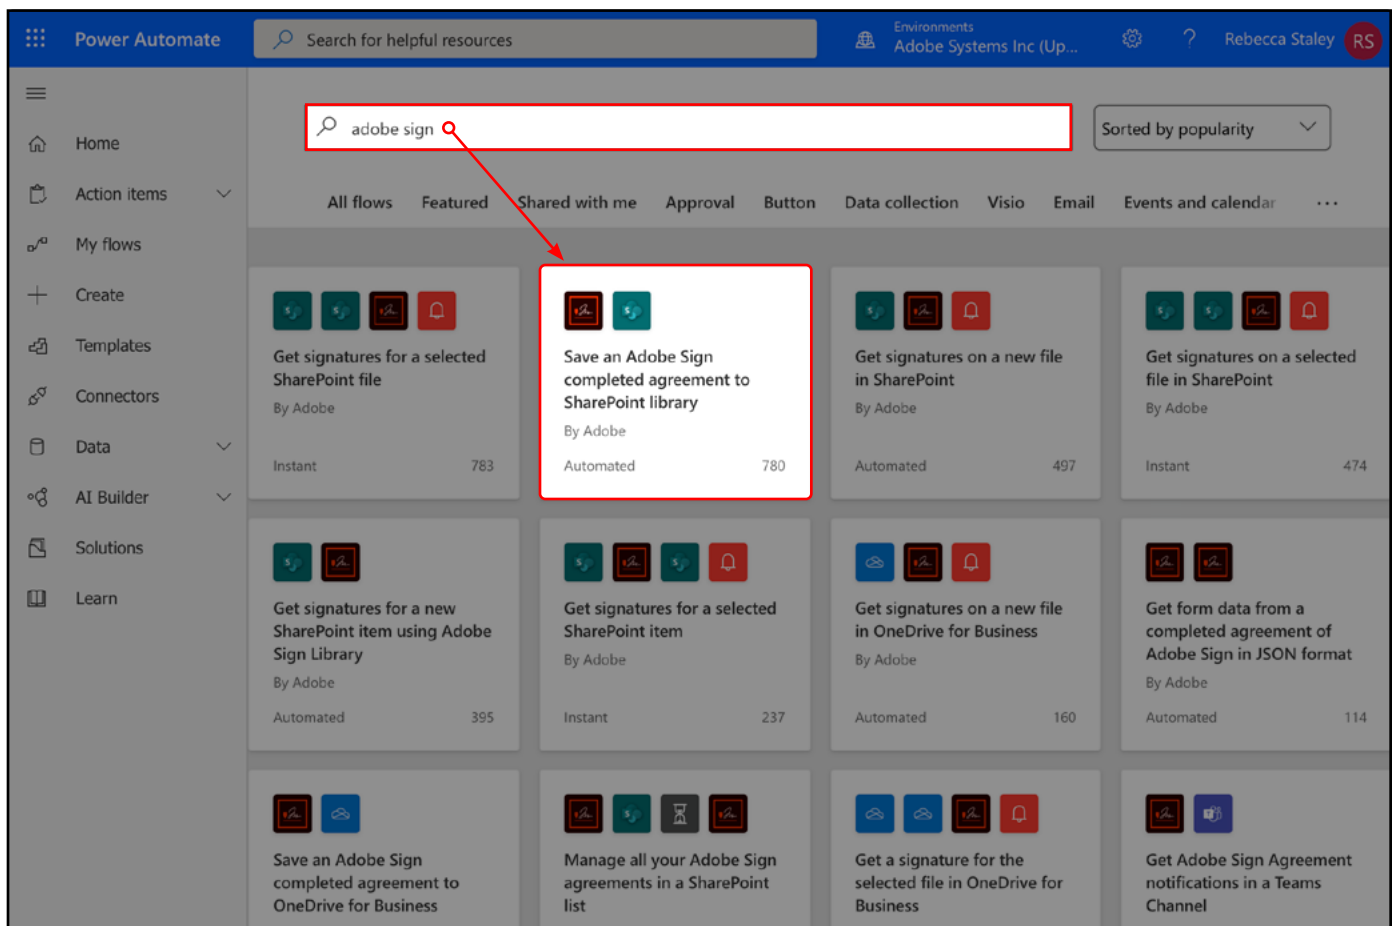 Power Automate
Search for helpful resources
Environments
Adobe Systems Inc (Up...
?
Rebecca Staley
RS
adobe sign
Sorted by popularity
Home
Action items
My flows
Create
Templates
Connectors
Data
AI Builder
Solutions
Learn
All flows
Featured
Shared with me
Approval
Button
Data collection
Visio
Email
Events and calendar
...
Get signatures for a selected
SharePoint file
By Adobe
Instant
783
Save an Adobe Sign
completed agreement to
SharePoint library
By Adobe
Automated
780
Get signatures on a new file
in SharePoint
By Adobe
Automated
497
Get signatures on a selected
file in SharePoint
By Adobe
Instant
474
Get signatures for a new
SharePoint item using Adobe
Sign Library
By Adobe
Automated
395
Get signatures for a selected
SharePoint item
By Adobe
Instant
237
Get signatures on a new file
in OneDrive for Business
By Adobe
Automated
160
Get form data from a
completed agreement of
Adobe Sign in JSON format
By Adobe
Automated
114
Save an Adobe Sign
completed agreement to
OneDrive for Business
Manage all your Adobe Sign
agreements in a SharePoint
list
Get a signature for the
selected file in OneDrive for
Business
Get Adobe Sign Agreement
notifications in a Teams
Channel